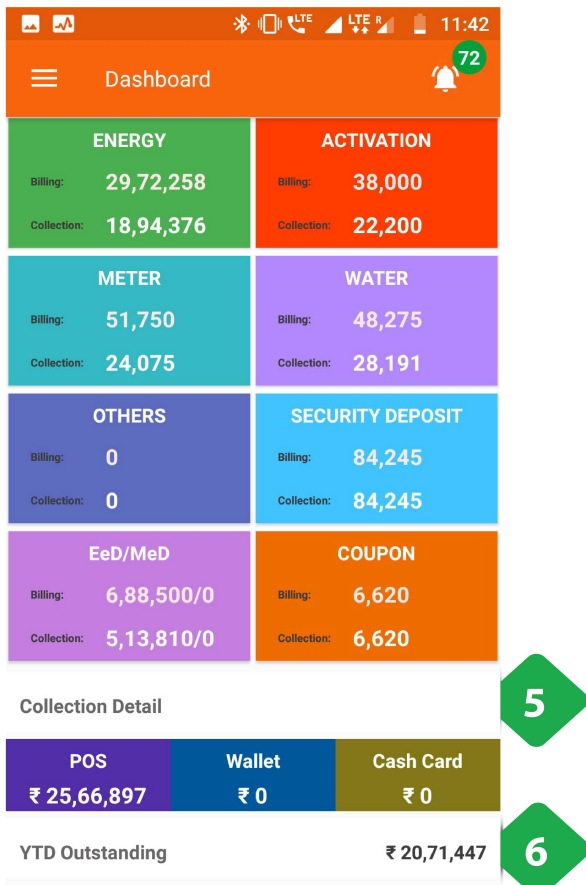 LTE LTE R 11:42
Dashboard 72
ENERGY
Billing: 29,72,258
Collection: 18,94,376
ACTIVATION
Billing: 38,000
Collection: 22,200
METER
Billing: 51,750
Collection: 24,075
WATER
Billing: 48,275
Collection: 28,191
OTHERS
Billing: 0
Collection: 0
SECURITY DEPOSIT
Billing: 84,245
Collection: 84,245
EeD/MeD
Billing: 6,88,500/0
Collection: 5,13,810/0
COUPON
Billing: 6,620
Collection: 6,620
Collection Detail
5
POS
₹ 25,66,897
Wallet
₹ 0
Cash Card
₹ 0
YTD Outstanding ₹ 20,71,447
6